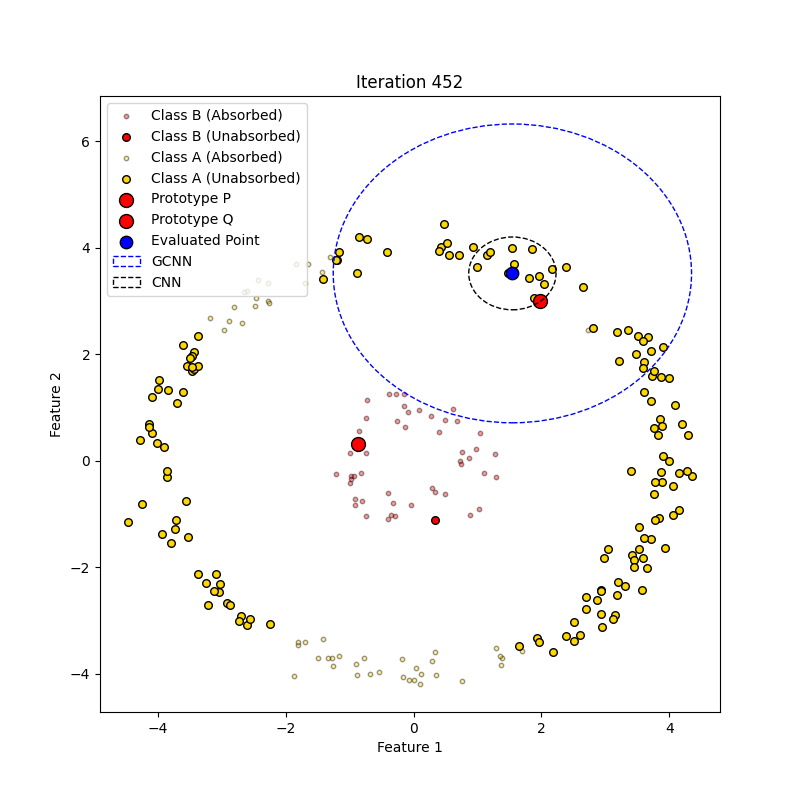 Iteration 452
Class B (Absorbed)
Class B (Unabsorbed)
Class A (Absorbed)
Class A (Unabsorbed)
Prototype P
Prototype Q
Evaluated Point
GCNN
CNN
Feature 2
6
4
2
0
−2
−4
−4 −2 0 2 4
Feature 1